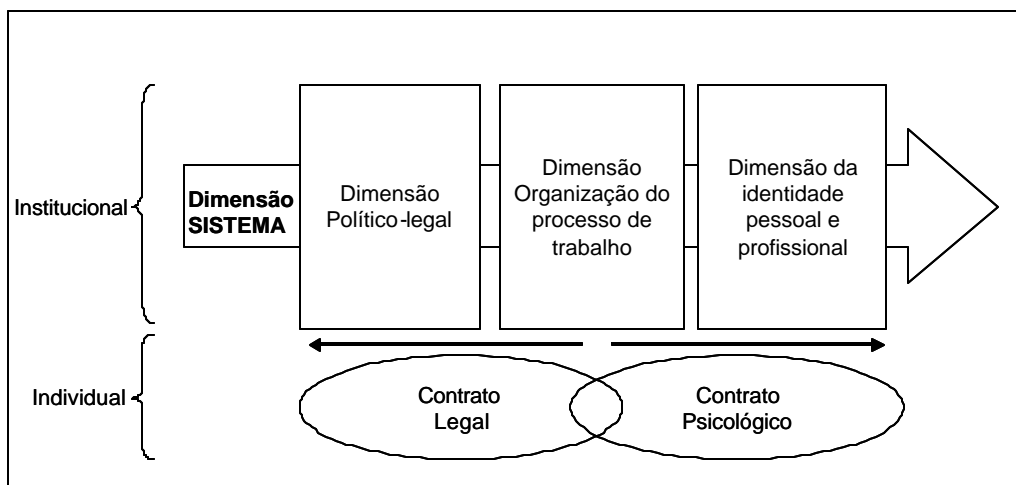 Institucional
Dimensão
SISTEMA
Dimensão
Político-legal
Dimensão
Organização do
processo de
trabalho
Dimensão da
identidade
pessoal e
profissional
Individual
Contrato
Legal
Contrato
Psicológico